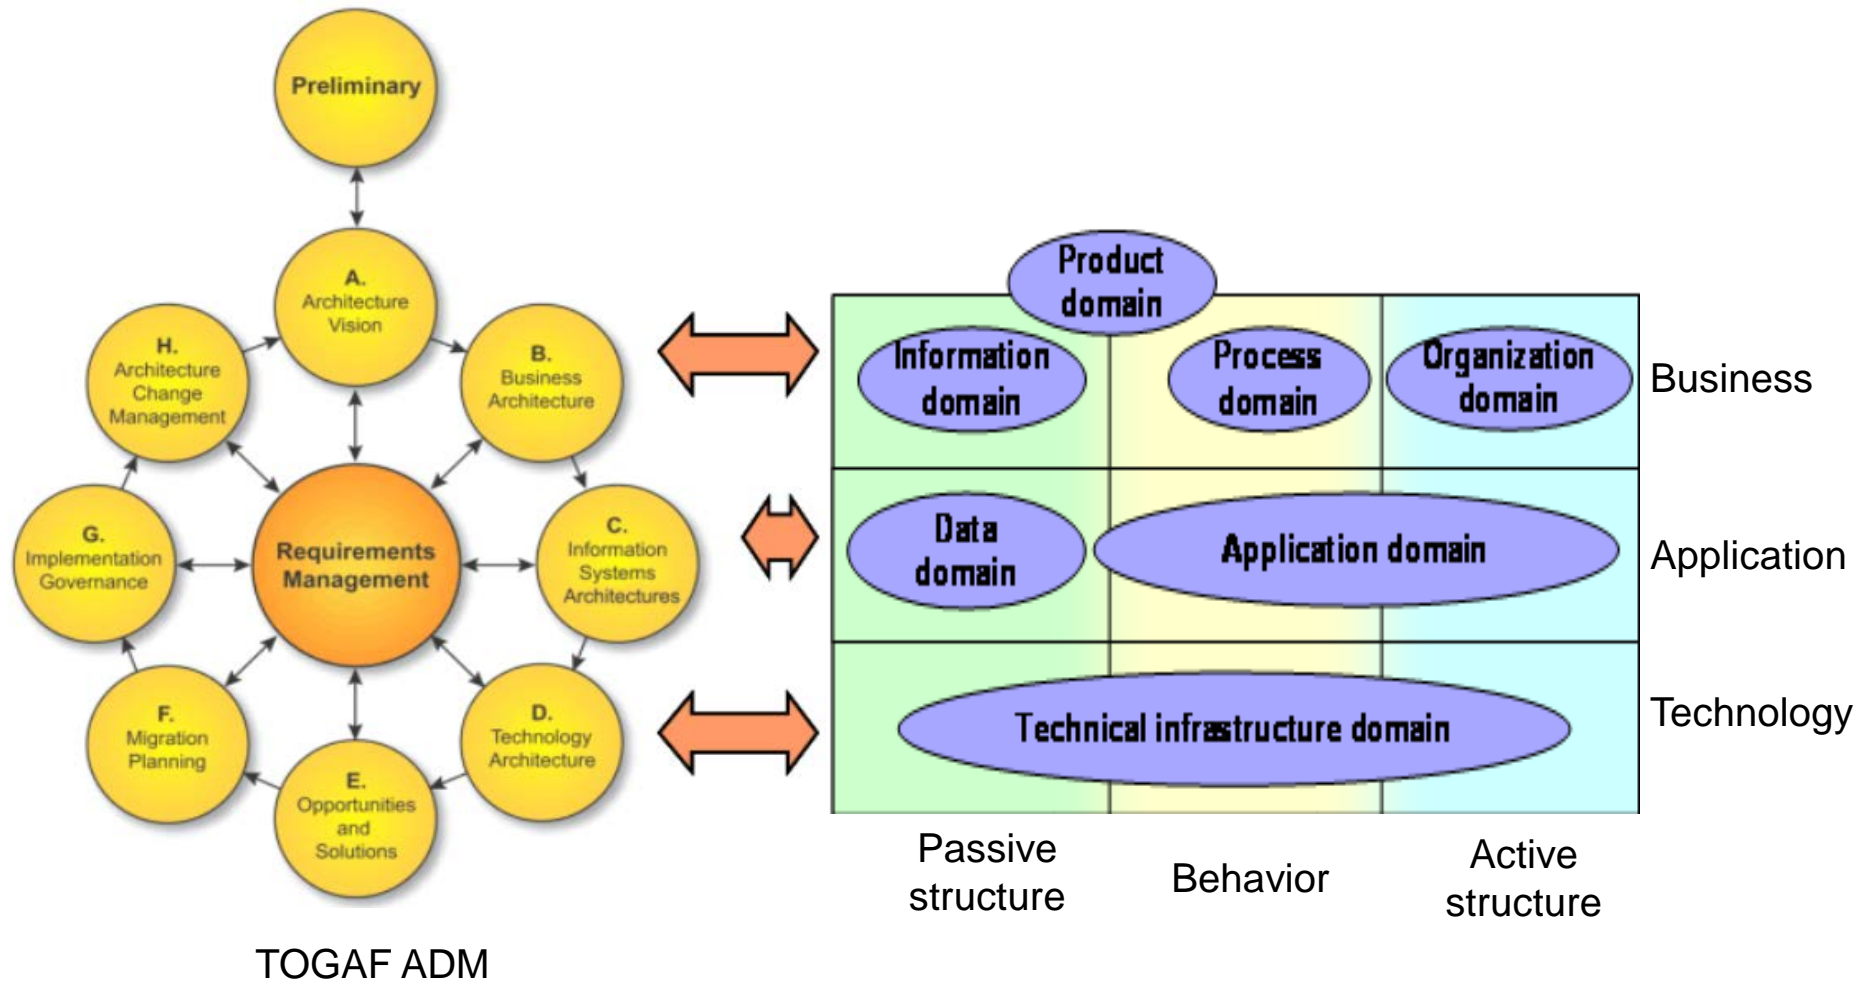 Preliminary
A.
Architecture
Vision
B.
Business
Architecture
C.
Information
Systems
Architectures
D.
Technology
Architecture
E.
Opportunities
and
Solutions
F.
Migration
Planning
G.
Implementation
Governance
H.
Architecture
Change
Management
Requirements
Management
TOGAF ADM
Product
domain
Information
domain
Process
domain
Organization
domain
Business
Data
domain
Application domain
Application
Technical infrastructure domain
Technology
Passive
structure
Behavior
Active
structure